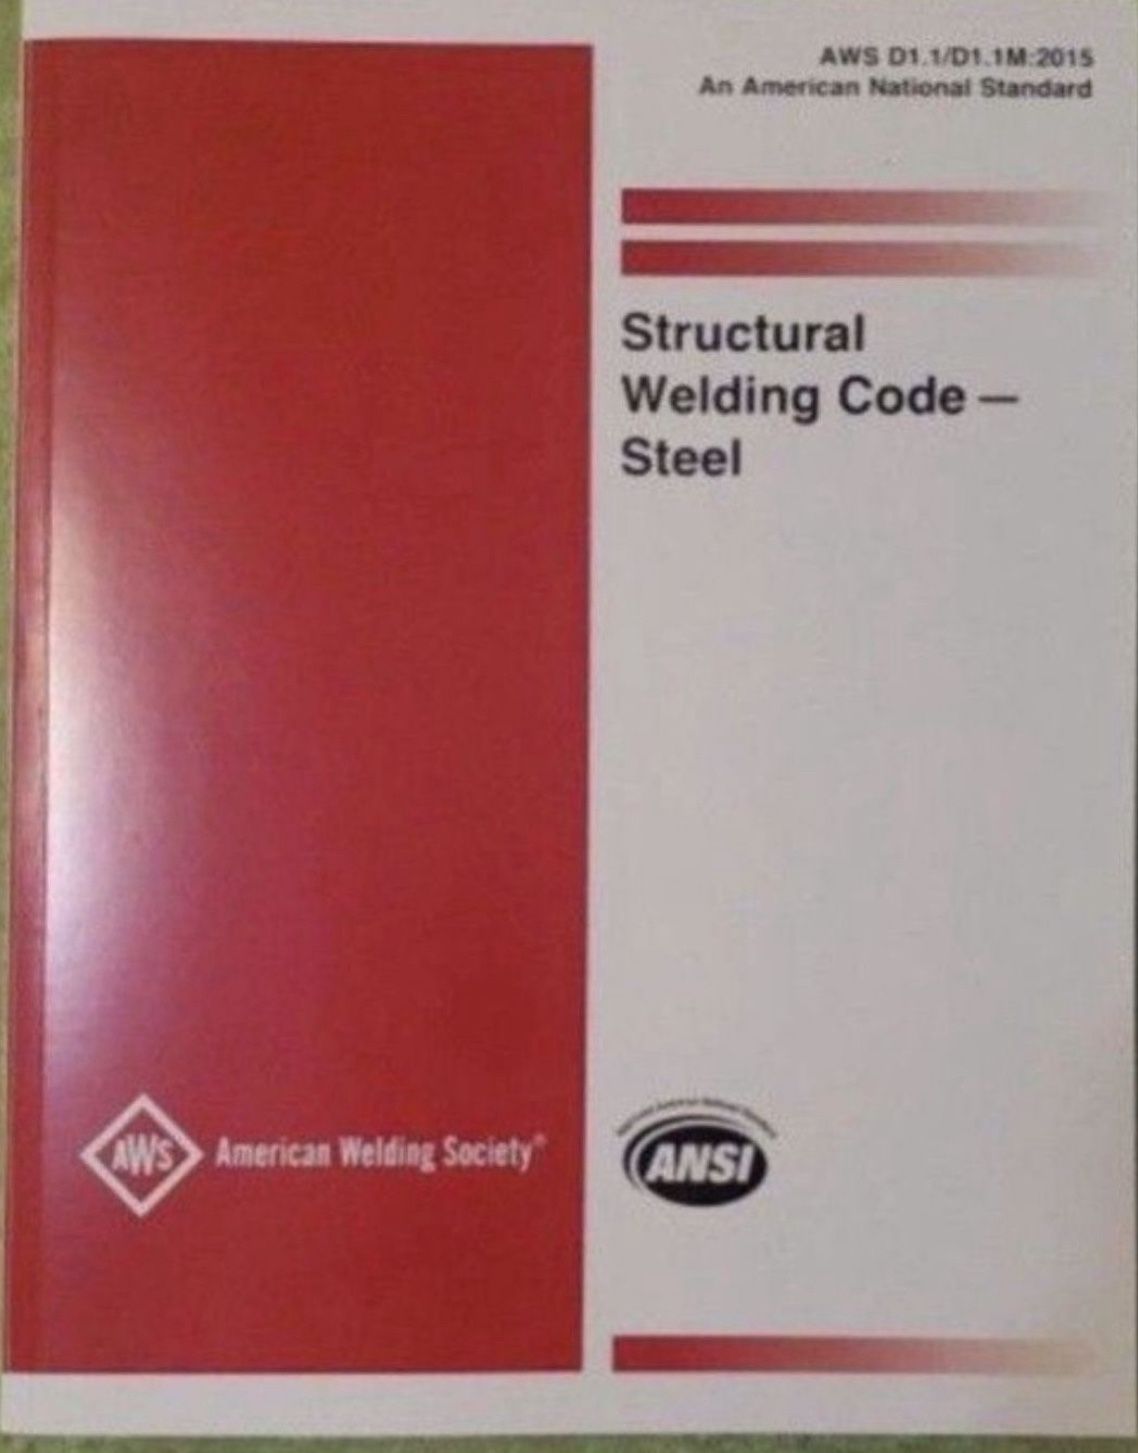 AWS D1.1/D1.1M:2015
An American National Standard
Structural
Welding Code —
Steel
AWS
American Welding Society®
ANSI